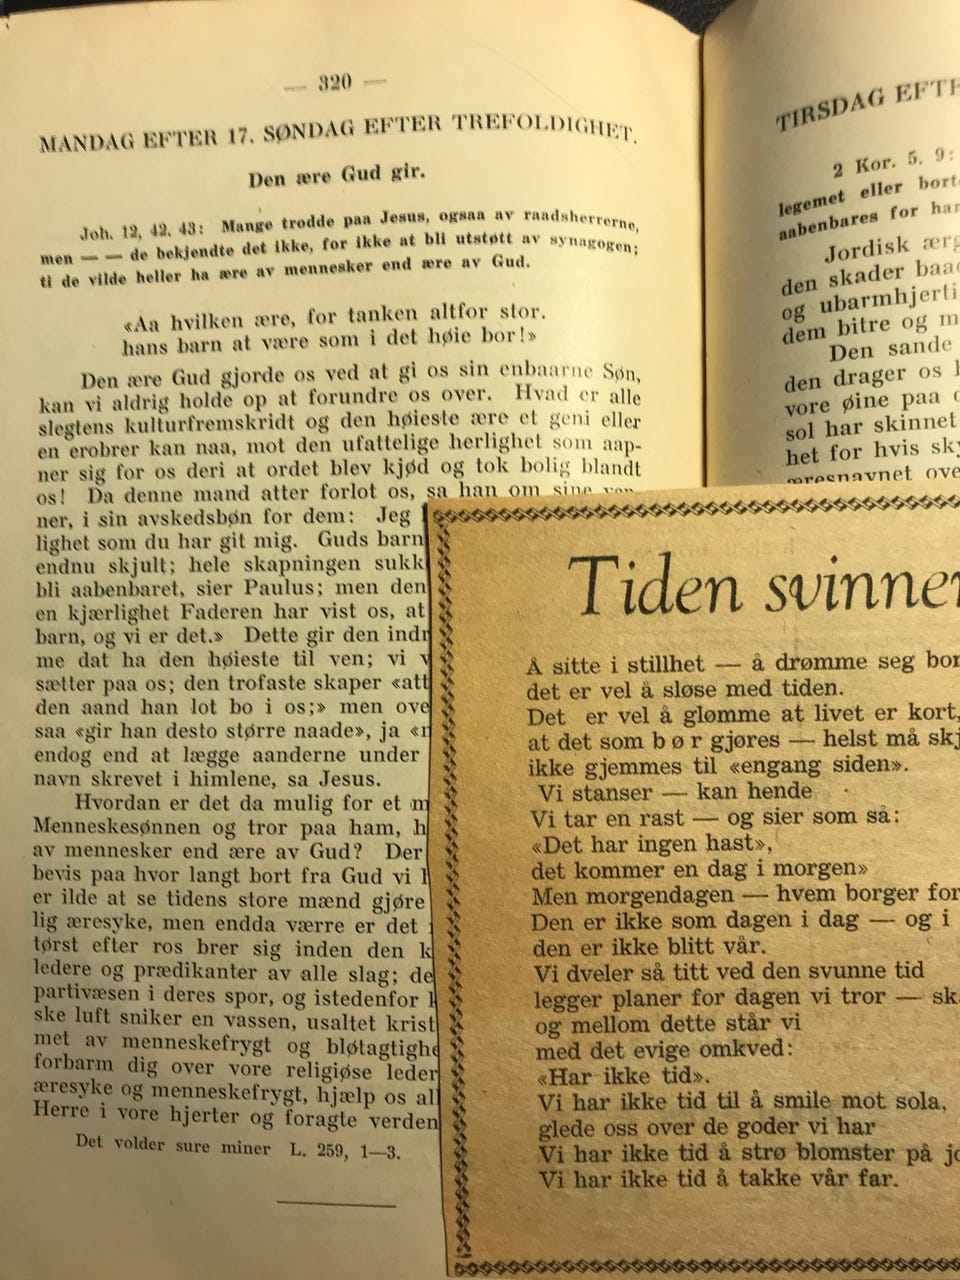 — 320 —
MANDAG EFTER 17. SØNDAG EFTER TREFOLDIGHET.
Den ære Gud gir.
Joh. 12, 42, 43: Mange trodde paa Jesus, ogsaa av raadsherrerne,
men — — de bekjendte det ikke, for ikke at bli utstøtt av synagogen;
ti de vilde heller ha ære av mennesker end ære av Gud.
«Aa hvilken ære, for tanken altfor stor.
hans barn at være som i det høie bor!»
Den ære Gud gjorde os ved at gi os sin enbaarne Søn,
kan vi aldrig holde op at forundre os over. Hvad er alle
slegtens kulturfremskridt og den høieste ære et geni eller
en erobrer kan naa, mot den ufattelige herlighet som aap-
ner sig for os deri at ordet blev kjød og tok bolig blandt
os! Da denne mand atter forlot os, sa han om sine
ner, i sin avskedsbøn for dem: Jeg
lighet som du har git mig. Guds barn
endnu skjult; hele skapningen sukk
bli aabenbaret, sier Paulus; men den
en kjærlighet Faderen har vist os, at
barn, og vi er det.» Dette gir den indr
me dat ha den høieste til ven; vi v
sætter paa os; den trofaste skaper «att
den aand han lot bo i os;» men ove
saa «gir han desto større naade», ja «n
endog end at lægge aanderne under
navn skrevet i himlene, sa Jesus.
Hvordan er det da mulig for et m
Menneskesønnen og tror paa ham, h
av mennesker end ære av Gud? Der
bevis paa hvor langt bort fra Gud vi
er ilde at se tidens store mænd gjøre
lig æresyke, men endda værre er det
tørst efter ros brer sig inden den k
ledere og prædikanter av alle slag; de
partivæsen i deres spor, og istedenfor
ske luft sniker en vassen, usaltet krist
met av menneskefrygt og bløtagtighe
forbarm dig over vore religiøse leder
æresyke og menneskefrygt, hjælp os al
Herre i vore hjerter og foragte verden
Det volder sure miner L. 259, 1—3.
TIRSDAG EFTE
2 Kor. 5, 9:
legemet eller bort
aabenbares for han
Jordisk ærg
den skader baa
og ubarmhjerti
dem bitre og m
Den sande
den drager os
vore øine paa
sol har skinnet
het for hvis sky
æresnavnet ove
Tiden svinner
Å sitte i stillhet — å drømme seg bor
det er vel å sløse med tiden.
Det er vel å glømme at livet er kort,
at det som bør gjøres — helst må skj
ikke gjemmes til «engang siden».
Vi stanser — kan hende
Vi tar en rast — og sier som så:
«Det har ingen hast»,
det kommer en dag i morgen»
Men morgendagen — hvem borger for
Den er ikke som dagen i dag — og i
den er ikke blitt vår.
Vi dveler så titt ved den svunne tid
legger planer for dagen vi tror — sk
og mellom dette står vi
med det evige omkved:
«Har ikke tid».
Vi har ikke tid til å smile mot sola,
glede oss over de goder vi har
Vi har ikke tid å strø blomster på jo
Vi har ikke tid å takke vår far.